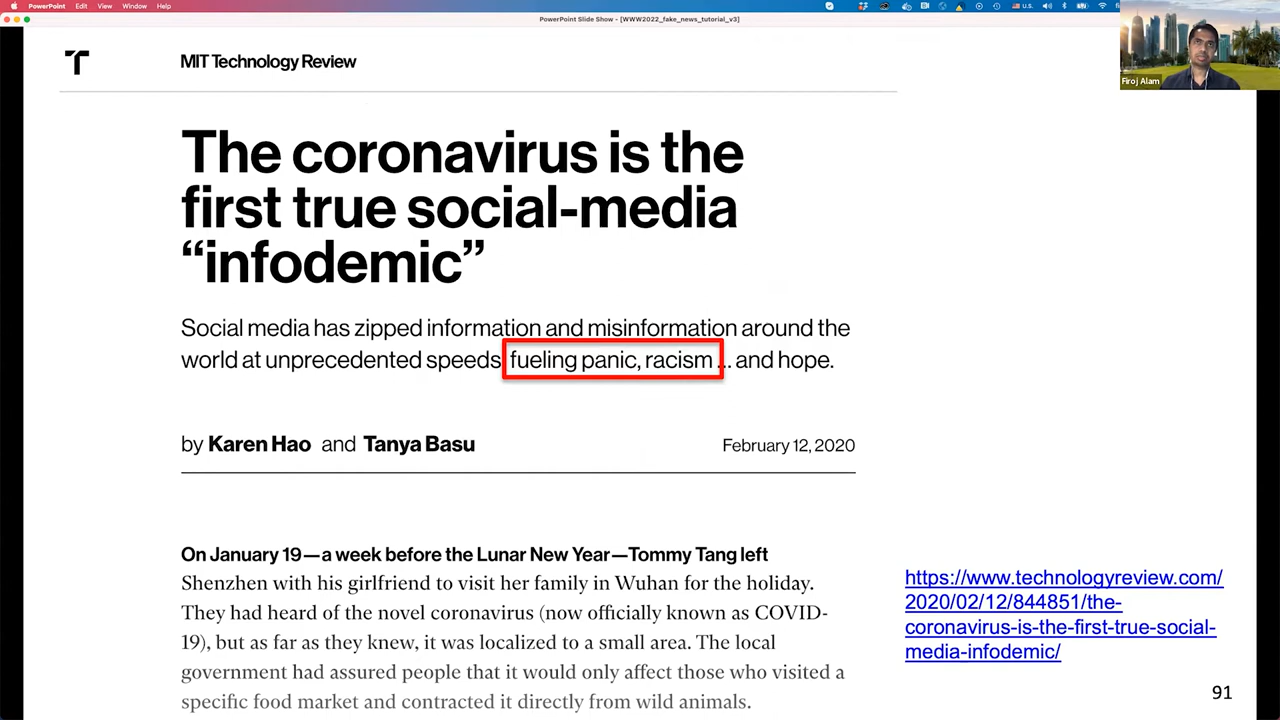 PowerPoint Edit View Window Help U.S.
PowerPoint Slide Show - [WWW2022_fake_news_tutorial_v3]
MIT Technology Review
Firoj Alam
The coronavirus is the
first true social-media
“infodemic”
Social media has zipped information and misinformation around the
world at unprecedented speeds fueling panic, racism ... and hope.
by Karen Hao and Tanya Basu February 12, 2020
On January 19—a week before the Lunar New Year—Tommy Tang left
Shenzhen with his girlfriend to visit her family in Wuhan for the holiday.
They had heard of the novel coronavirus (now officially known as COVID-
19), but as far as they knew, it was localized to a small area. The local
government had assured people that it would only affect those who visited a
specific food market and contracted it directly from wild animals.
https://www.technologyreview.com/
2020/02/12/844851/the-
coronavirus-is-the-first-true-social-
media-infodemic/
91